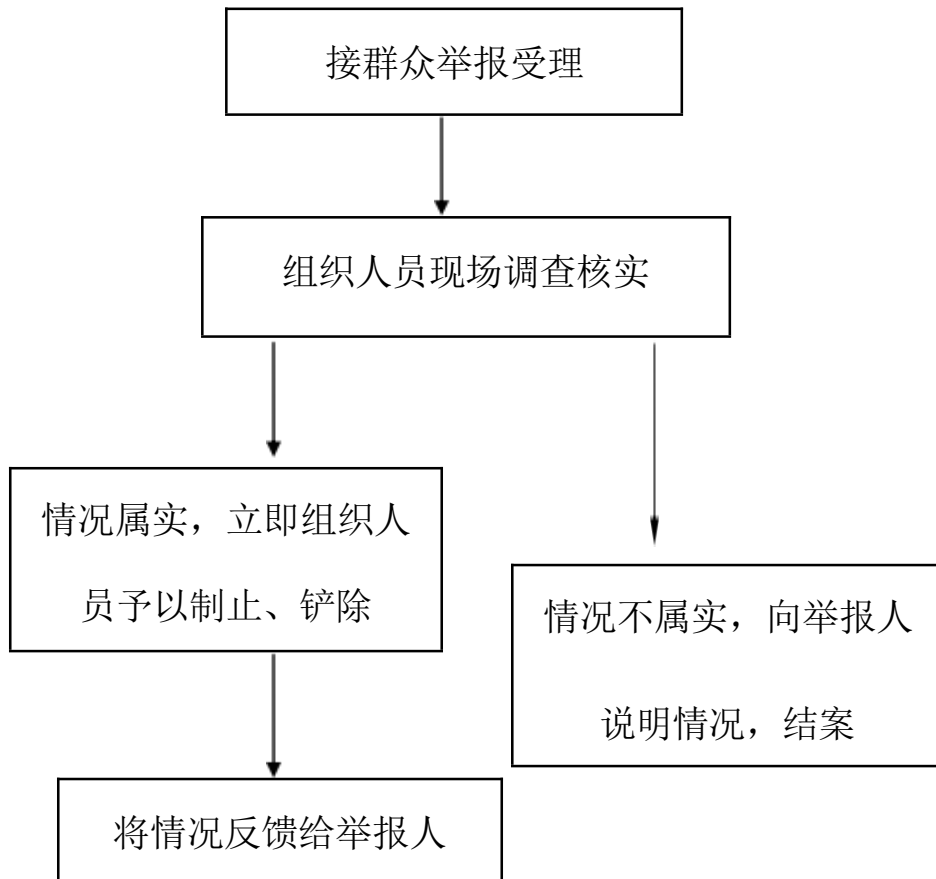 接群众举报受理
组织人员现场调查核实
情况属实，立即组织人
员予以制止、铲除
情况不属实，向举报人
说明情况，结案
将情况反馈给举报人